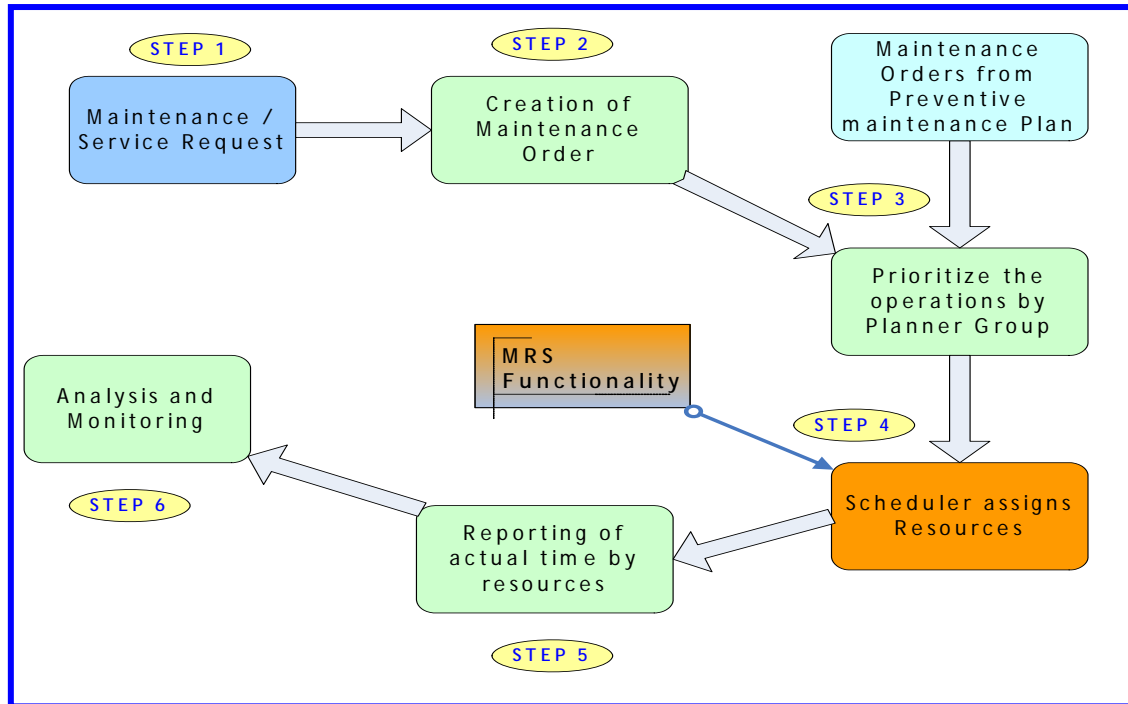 STEP 1
Maintenance /
Service Request
STEP 2
Creation of
Maintenance
Order
Maintenance
Orders from
Preventive
maintenance Plan
STEP 3
Prioritize the
operations by
Planner Group
MRS
Functionality
STEP 4
Scheduler assigns
Resources
Reporting of
actual time by
resources
STEP 5
Analysis and
Monitoring
STEP 6